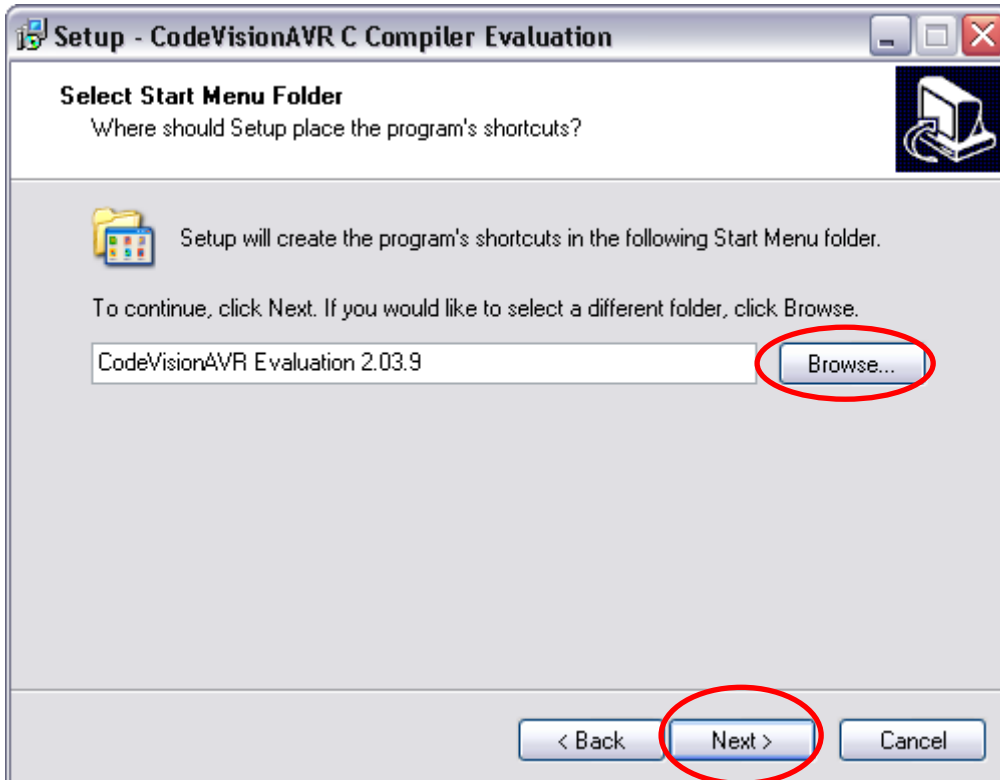 Setup - CodeVisionAVR C Compiler Evaluation
Select Start Menu Folder
Where should Setup place the program's shortcuts?
Setup will create the program's shortcuts in the following Start Menu folder.
To continue, click Next. If you would like to select a different folder, click Browse.
CodeVisionAVR Evaluation 2.03.9
Browse...
< Back
Next >
Cancel